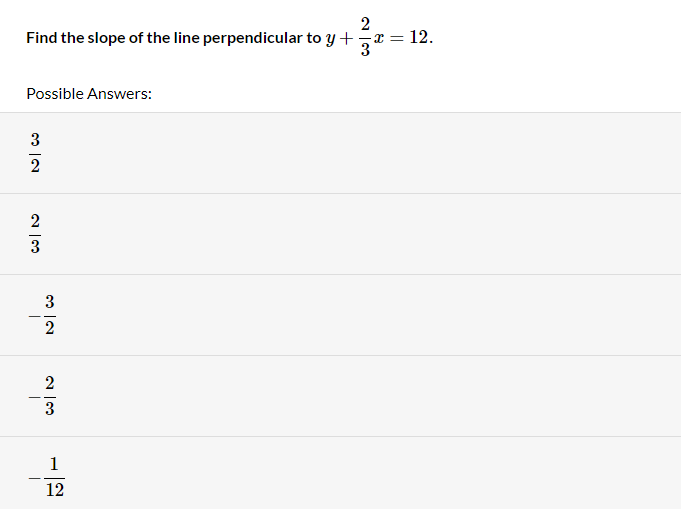 Find the slope of the line perpendicular to $y + \frac{2}{3}x = 12$.
Possible Answers:
$\frac{3}{2}$
$\frac{2}{3}$
$-\frac{3}{2}$
$-\frac{2}{3}$
$-\frac{1}{12}$